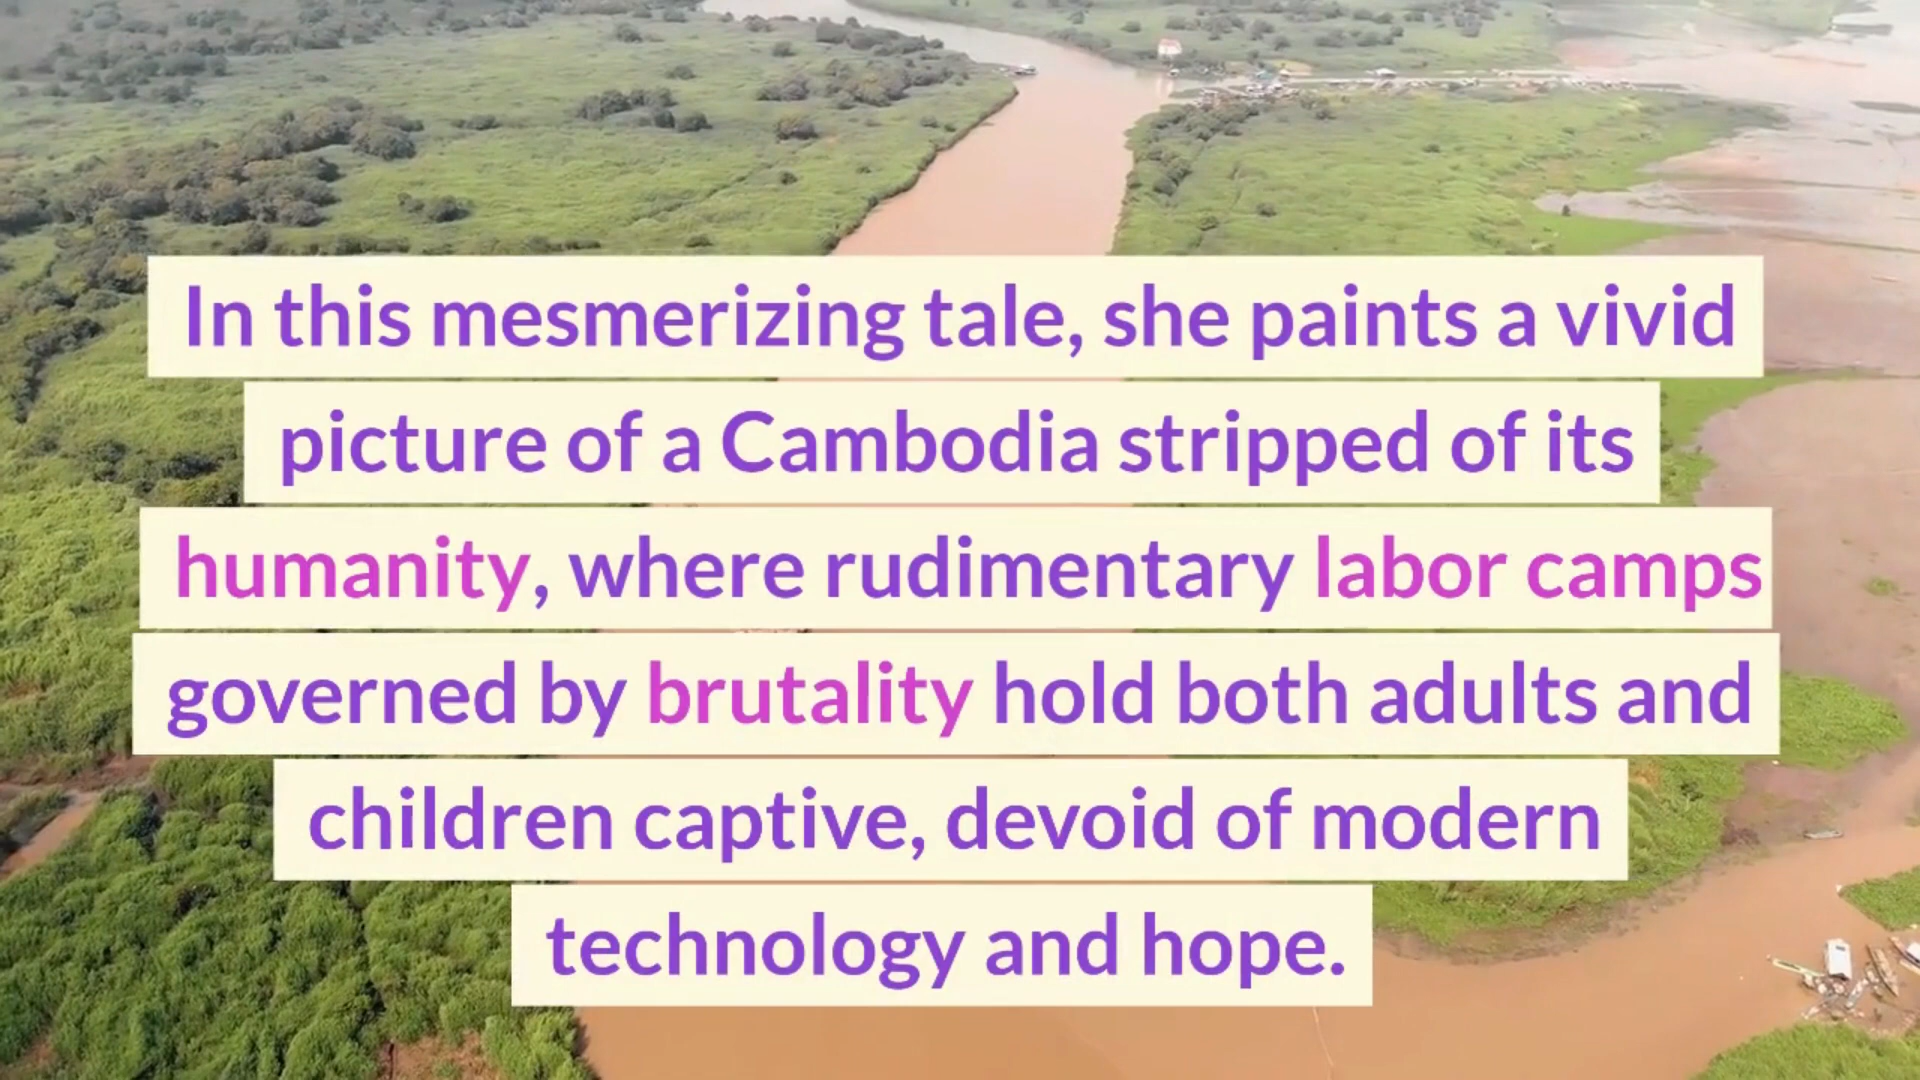 In this mesmerizing tale, she paints a vivid
picture of a Cambodia stripped of its
humanity, where rudimentary labor camps
governed by brutality hold both adults and
children captive, devoid of modern
technology and hope.